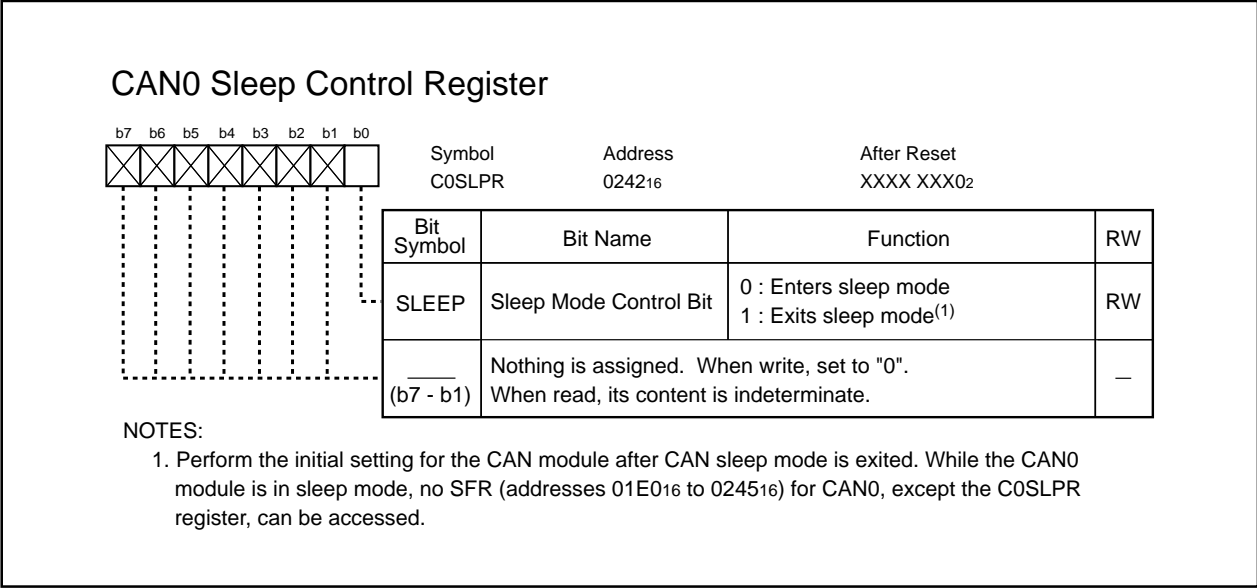 CAN0 Sleep Control Register
b7 b6 b5 b4 b3 b2 b1 b0
Symbol Address After Reset
C0SLPR 024216 XXXX XXX02
Bit Symbol Bit Name Function RW
SLEEP Sleep Mode Control Bit 0 : Enters sleep mode RW
1 : Exits sleep mode(1)
(b7 - b1) Nothing is assigned. When write, set to "0". —
When read, its content is indeterminate.
NOTES:
1. Perform the initial setting for the CAN module after CAN sleep mode is exited. While the CAN0
module is in sleep mode, no SFR (addresses 01E016 to 024516) for CAN0, except the C0SLPR
register, can be accessed.